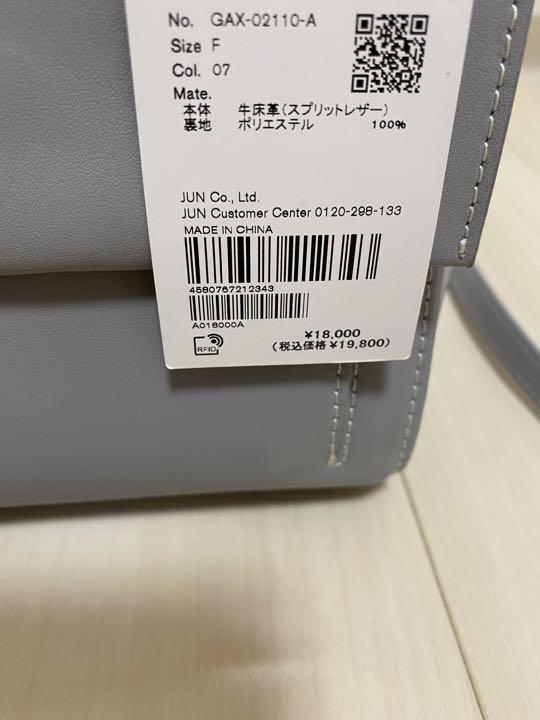 No. GAX-02110-A
Size F
Col. 07
Mate.
本体 牛床革(スプリットレザー)
裏地 ポリエステル 100%
JUN Co., Ltd.
JUN Customer Center 0120-298-133
MADE IN CHINA
4580767212343
A018000A
RFID
¥18,000
(税込価格¥19,800)